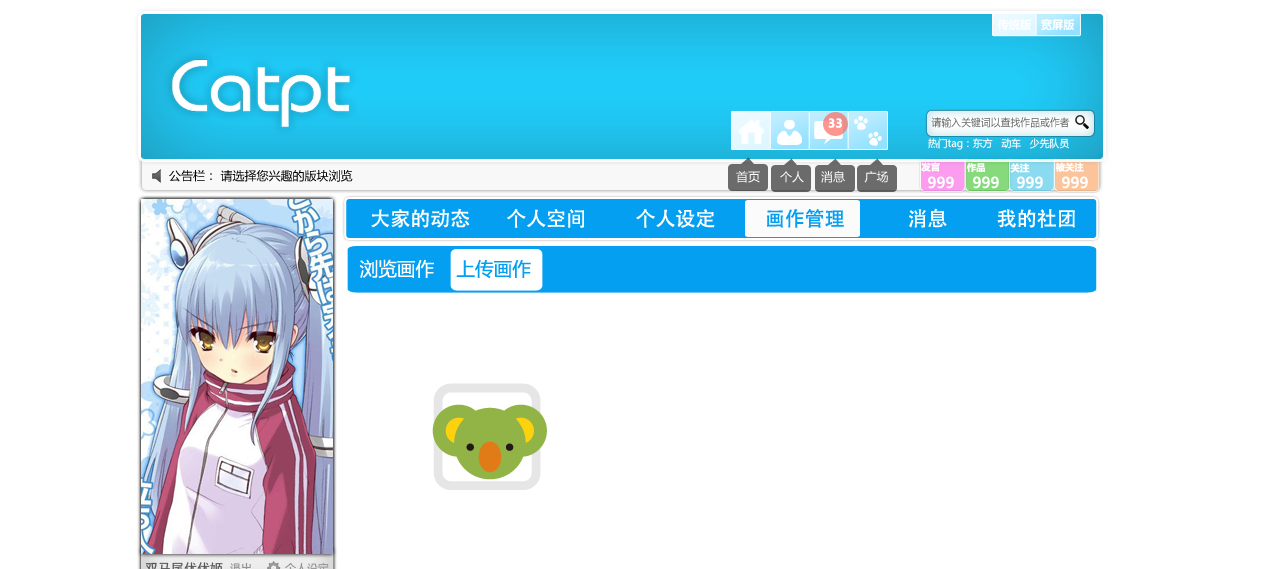 传统版 宽屏版
Catpt
33
请输入关键词以查找作品或作者
热门tag：东方 动车 少先队员
公告栏： 请选择您兴趣的版块浏览
首页 个人 消息 广场
发言 作品 关注 被关注
999 999 999 999
大家的动态 个人空间 个人设定 画作管理 消息 我的社团
浏览画作 上传画作
双马尾优优姬 退出 个人设定